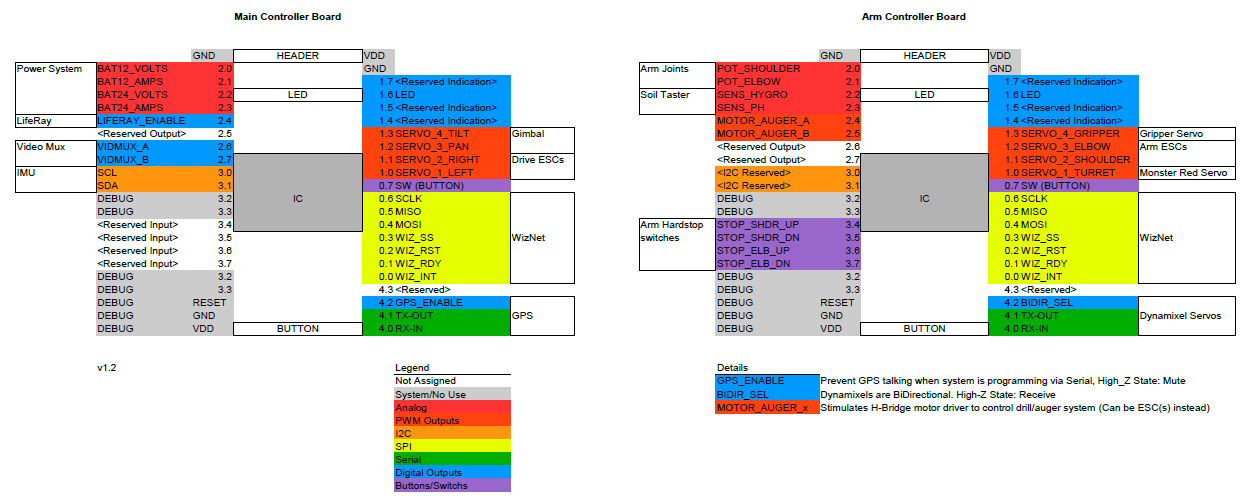 Main Controller Board
GND HEADER VDD
Power System BAT12_VOLTS 2.0 GND
BAT12_AMPS 2.1 1.7 <Reserved Indication>
BAT24_VOLTS 2.2 LED 1.6 LED
BAT24_AMPS 2.3 1.5 <Reserved Indication>
LifeRay LIFERAY_ENABLE 2.4 1.4 <Reserved Indication>
<Reserved Output> 2.5 1.3 SERVO_4_TILT Gimbal
Video Mux VIDMUX_A 2.6 1.2 SERVO_3_PAN
VIDMUX_B 2.7 1.1 SERVO_2_RIGHT Drive ESCs
IMU SCL 3.0 1.0 SERVO_1_LEFT
SDA 3.1 0.7 SW (BUTTON)
DEBUG 3.2 IC 0.6 SCLK
DEBUG 3.3 0.5 MISO
<Reserved Input> 3.4 0.4 MOSI
<Reserved Input> 3.5 0.3 WIZ_SS WizNet
<Reserved Input> 3.6 0.2 WIZ_RST
<Reserved Input> 3.7 0.1 WIZ_RDY
DEBUG 3.2 0.0 WIZ_INT
DEBUG 3.3 4.3 <Reserved>
DEBUG RESET 4.2 GPS_ENABLE
DEBUG GND 4.1 TX-OUT GPS
DEBUG VDD BUTTON 4.0 RX-IN
v1.2
Legend
Not Assigned
System/No Use
Analog
PWM Outputs
I2C
SPI
Serial
Digital Outputs
Buttons/Switchs
Arm Controller Board
GND HEADER VDD
Arm Joints POT_SHOULDER 2.0 GND
POT_ELBOW 2.1 1.7 <Reserved Indication>
Soil Taster SENS_HYGRO 2.2 LED 1.6 LED
SENS_PH 2.3 1.5 <Reserved Indication>
MOTOR_AUGER_A 2.4 1.4 <Reserved Indication>
MOTOR_AUGER_B 2.5 1.3 SERVO_4_GRIPPER Gripper Servo
<Reserved Output> 2.6 1.2 SERVO_3_ELBOW Arm ESCs
<Reserved Output> 2.7 1.1 SERVO_2_SHOULDER
<I2C Reserved> 3.0 1.0 SERVO_1_TURRET Monster Red Servo
<I2C Reserved> 3.1 0.7 SW (BUTTON)
DEBUG 3.2 IC 0.6 SCLK
DEBUG 3.3 0.5 MISO
Arm Hardstop STOP_SHDR_UP 3.4 0.4 MOSI
switches STOP_SHDR_DN 3.5 0.3 WIZ_SS WizNet
STOP_ELB_UP 3.6 0.2 WIZ_RST
STOP_ELB_DN 3.7 0.1 WIZ_RDY
DEBUG 3.2 0.0 WIZ_INT
DEBUG 3.3 4.3 <Reserved>
DEBUG RESET 4.2 BIDIR_SEL
DEBUG GND 4.1 TX-OUT Dynamixel Servos
DEBUG VDD BUTTON 4.0 RX-IN
Details
GPS_ENABLE Prevent GPS talking when system is programming via Serial, High_Z State: Mute
BIDIR_SEL Dynamixels are BiDirectional. High-Z State: Receive
MOTOR_AUGER_x Stimulates H-Bridge motor driver to control drill/auger system (Can be ESC(s) instead)